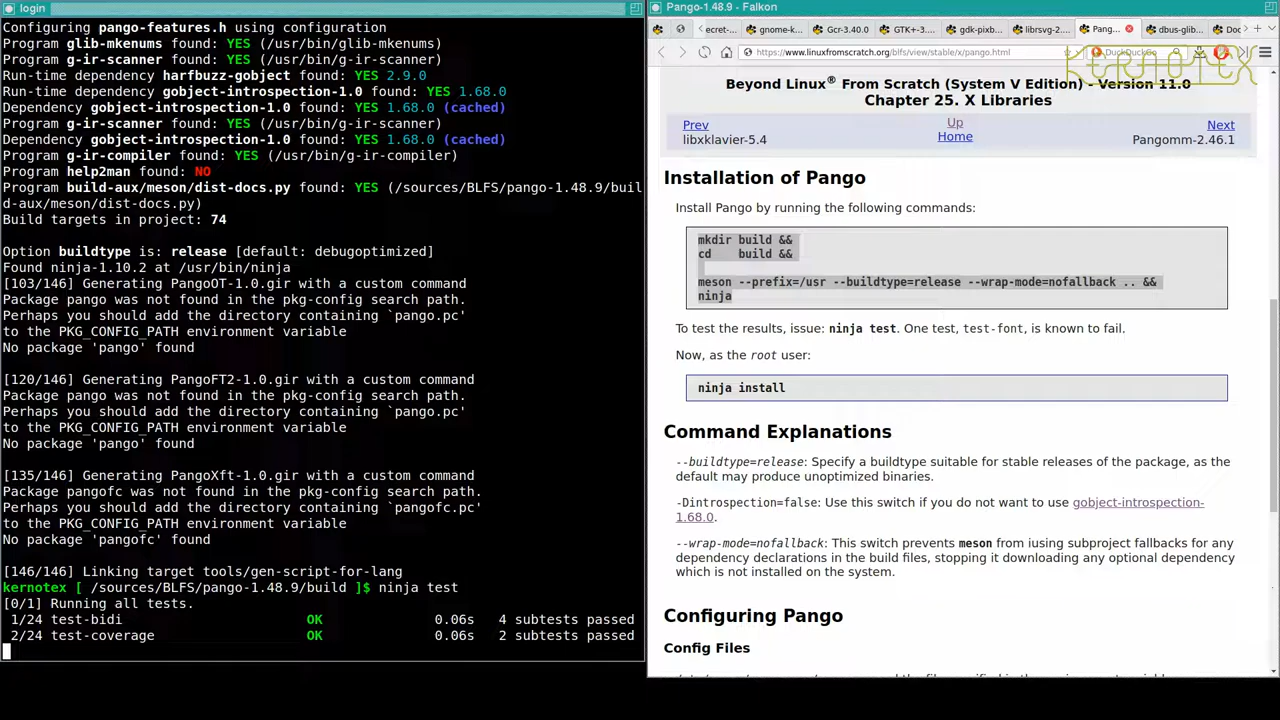 login
Configuring pango-features.h using configuration
Program glib-mkenums found: YES (/usr/bin/glib-mkenums)
Program g-ir-scanner found: YES (/usr/bin/g-ir-scanner)
Run-time dependency harfbuzz-gobject found: YES 2.9.0
Run-time dependency gobject-introspection-1.0 found: YES 1.68.0
Dependency gobject-introspection-1.0 found: YES 1.68.0 (cached)
Program g-ir-scanner found: YES (/usr/bin/g-ir-scanner)
Dependency gobject-introspection-1.0 found: YES 1.68.0 (cached)
Program g-ir-compiler found: YES (/usr/bin/g-ir-compiler)
Program help2man found: NO
Program build-aux/meson/dist-docs.py found: YES (/sources/BLFS/pango-1.48.9/buil
d-aux/meson/dist-docs.py)
Build targets in project: 74
Option buildtype is: release [default: debugoptimized]
Found ninja-1.10.2 at /usr/bin/ninja
[103/146] Generating PangoOT-1.0.gir with a custom command
Package pango was not found in the pkg-config search path.
Perhaps you should add the directory containing `pango.pc'
to the PKG_CONFIG_PATH environment variable
No package 'pango' found
[120/146] Generating PangoFT2-1.0.gir with a custom command
Package pango was not found in the pkg-config search path.
Perhaps you should add the directory containing `pango.pc'
to the PKG_CONFIG_PATH environment variable
No package 'pango' found
[135/146] Generating PangoXft-1.0.gir with a custom command
Package pangofc was not found in the pkg-config search path.
Perhaps you should add the directory containing `pangofc.pc'
to the PKG_CONFIG_PATH environment variable
No package 'pangofc' found
[146/146] Linking target tools/gen-script-for-lang
kernotex [ /sources/BLFS/pango-1.48.9/build ]$ ninja test
[0/1] Running all tests.
1/24 test-bidi OK 0.06s 4 subtests passed
2/24 test-coverage OK 0.06s 2 subtests passed
Pango-1.48.9 - Falkon
ecret-... gnome-k... Gcr-3.40.0 GTK+-3... gdk-pixb... librsvg-2... Pang... dbus-glib...
https://www.linuxfromscratch.org/blfs/view/stable/x/pango.html
DuckDuckGo
KERNOTEX
Beyond Linux® From Scratch (System V Edition) - Version 11.0
Chapter 25. X Libraries
Prev Up Next
libxklavier-5.4 Home Pangomm-2.46.1
Installation of Pango
Install Pango by running the following commands:
mkdir build &&
cd build &&
meson --prefix=/usr --buildtype=release --wrap-mode=nofallback .. &&
ninja
To test the results, issue: ninja test. One test, test-font, is known to fail.
Now, as the root user:
ninja install
Command Explanations
--buildtype=release: Specify a buildtype suitable for stable releases of the package, as the
default may produce unoptimized binaries.
-Dintrospection=false: Use this switch if you do not want to use gobject-introspection-
1.68.0.
--wrap-mode=nofallback: This switch prevents meson from iusing subproject fallbacks for any
dependency declarations in the build files, stopping it downloading any optional dependency
which is not installed on the system.
Configuring Pango
Config Files